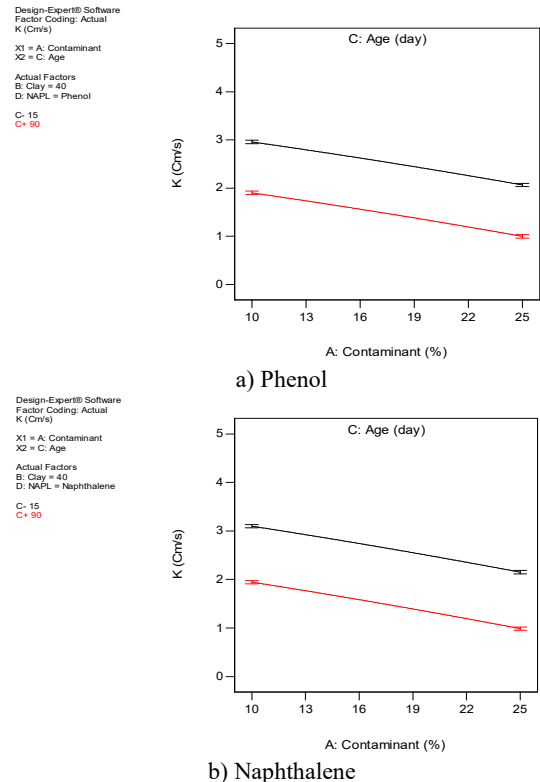 Design-Expert® Software
Factor Coding: Actual
K (Cm/s)
X1 = A: Contaminant
X2 = C: Age
Actual Factors
B: Clay = 40
D: NAPL = Phenol
C- 15
C+ 90
C: Age (day)
5
4
3
2
1
0
K (Cm/s)
10 13 16 19 22 25
A: Contaminant (%)
a) Phenol
Design-Expert® Software
Factor Coding: Actual
K (Cm/s)
X1 = A: Contaminant
X2 = C: Age
Actual Factors
B: Clay = 40
D: NAPL = Naphthalene
C- 15
C+ 90
C: Age (day)
5
4
3
2
1
0
K (Cm/s)
10 13 16 19 22 25
A: Contaminant (%)
b) Naphthalene